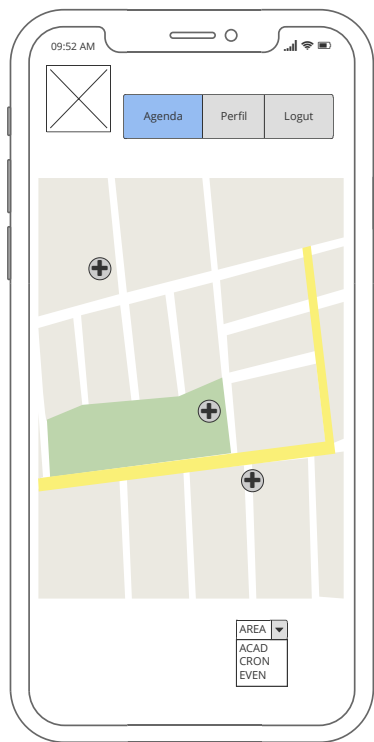 09:52 AM
Agenda Perfil Logut
AREA
ACAD
CRON
EVEN